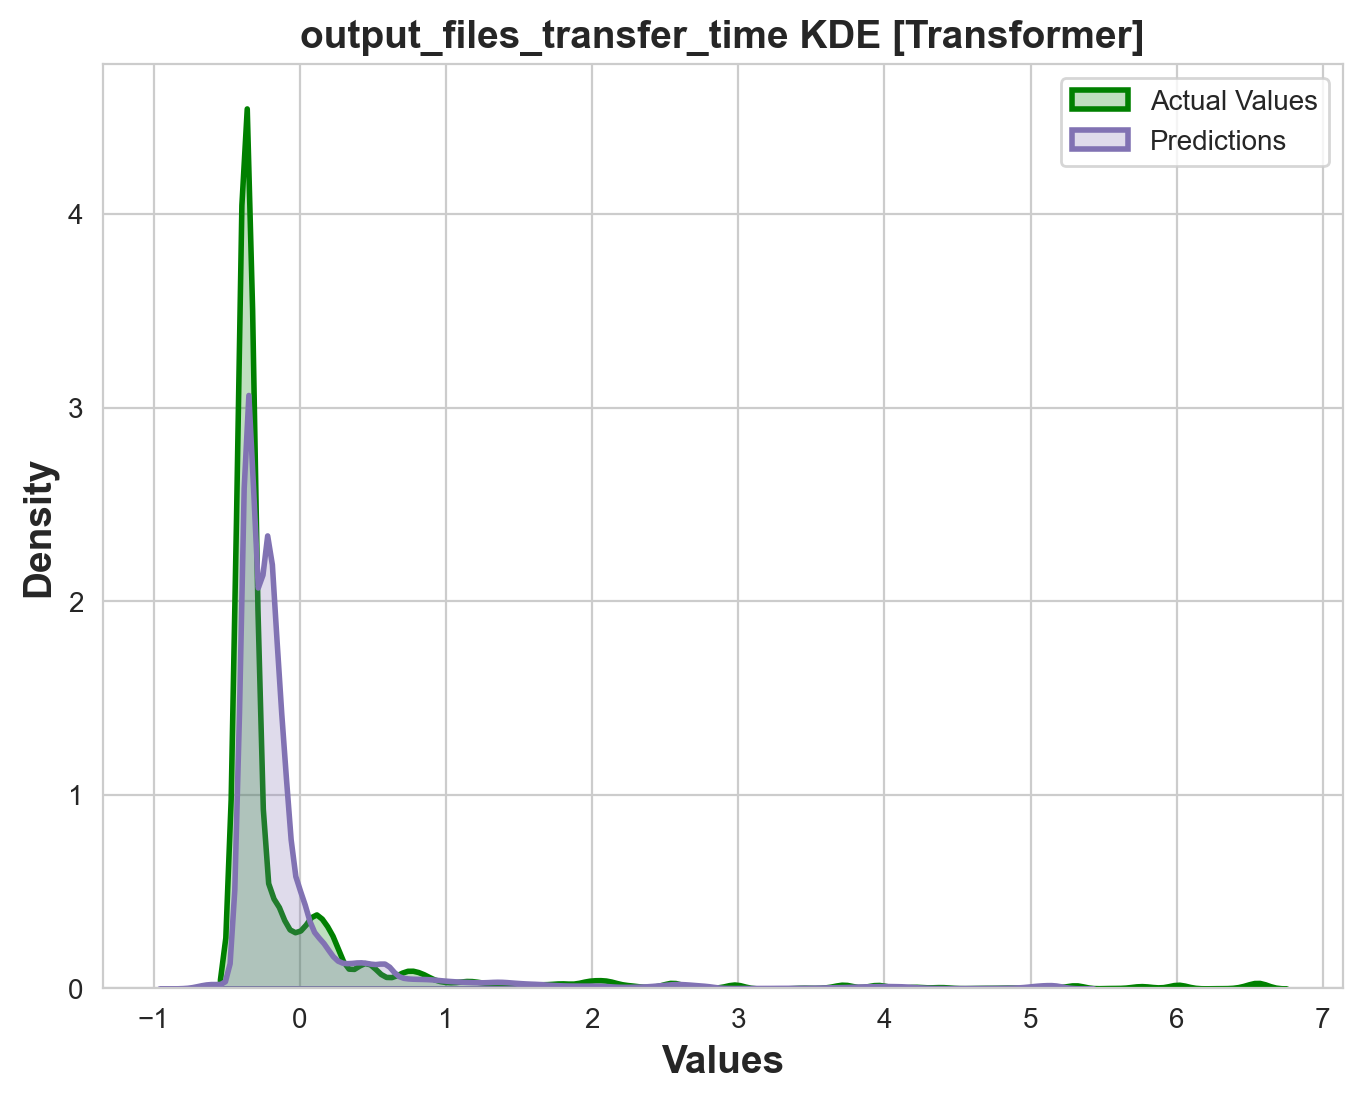 output_files_transfer_time KDE [Transformer]
Actual Values
Predictions
Density
4
3
2
1
0
−1 0 1 2 3 4 5 6 7
Values